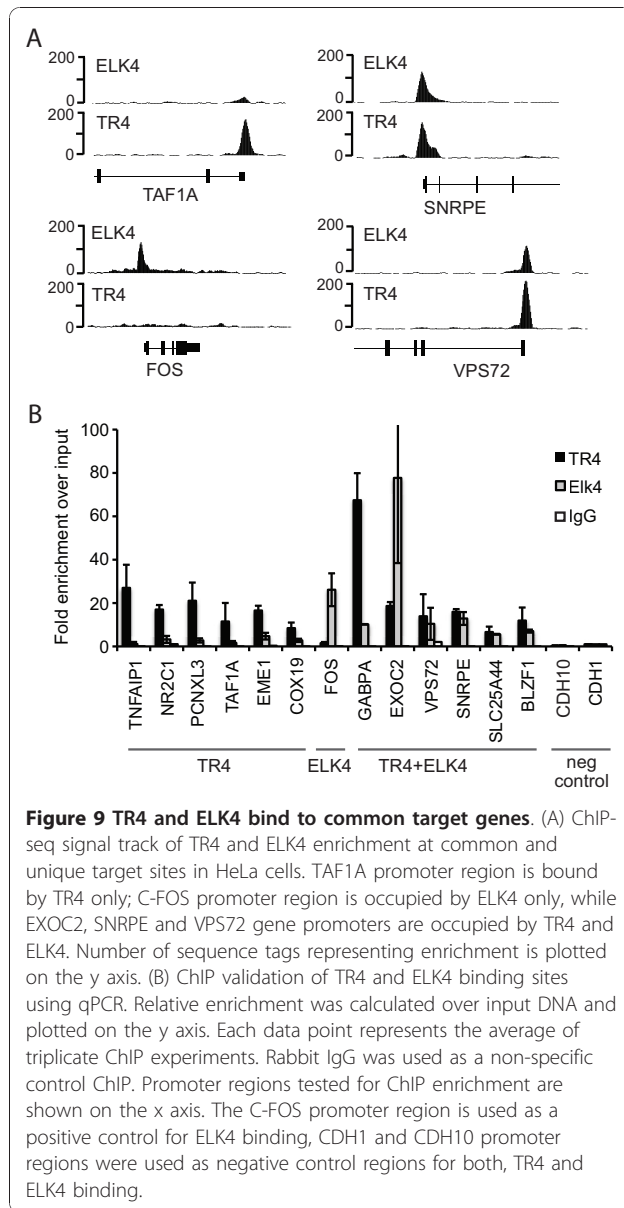 A
200
ELK4
0
200
TR4
0
TAF1A
200
ELK4
0
200
TR4
0
SNRPE
200
ELK4
0
200
TR4
0
FOS
200
ELK4
0
200
TR4
0
VPS72
B
Fold enrichment over input
100
80
60
40
20
0
TR4
Elk4
IgG
TNFAIP1
NR2C1
PCNXL3
TAF1A
EME1
COX19
FOS
GABPA
EXOC2
VPS72
SNRPE
SLC25A44
BLZF1
CDH10
CDH1
TR4
ELK4
TR4+ELK4
neg
control
Figure 9 TR4 and ELK4 bind to common target genes. (A) ChIP-
seq signal track of TR4 and ELK4 enrichment at common and
unique target sites in HeLa cells. TAF1A promoter region is bound
by TR4 only; C-FOS promoter region is occupied by ELK4 only, while
EXOC2, SNRPE and VPS72 gene promoters are occupied by TR4 and
ELK4. Number of sequence tags representing enrichment is plotted
on the y axis. (B) ChIP validation of TR4 and ELK4 binding sites
using qPCR. Relative enrichment was calculated over input DNA and
plotted on the y axis. Each data point represents the average of
triplicate ChIP experiments. Rabbit IgG was used as a non-specific
control ChIP. Promoter regions tested for ChIP enrichment are
shown on the x axis. The C-FOS promoter region is used as a
positive control for ELK4 binding, CDH1 and CDH10 promoter
regions were used as negative control regions for both, TR4 and
ELK4 binding.